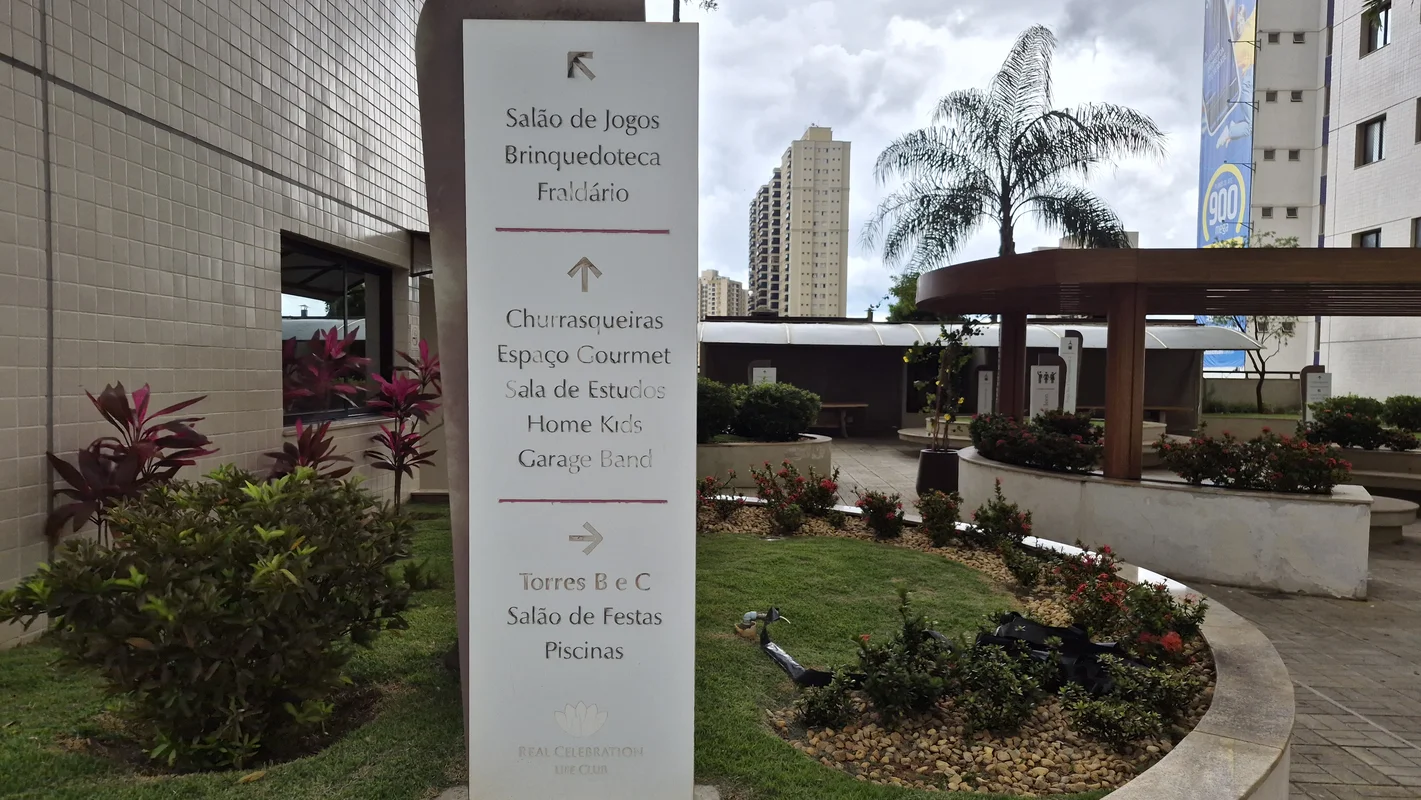 Salão de Jogos
Brinquedoteca
Fraldário
Churrasqueiras
Espaço Gourmet
Sala de Estudos
Home Kids
Garage Band
Torres B e C
Salão de Festas
Piscinas
REAL CELEBRATION
LIFE CLUB
900
mega